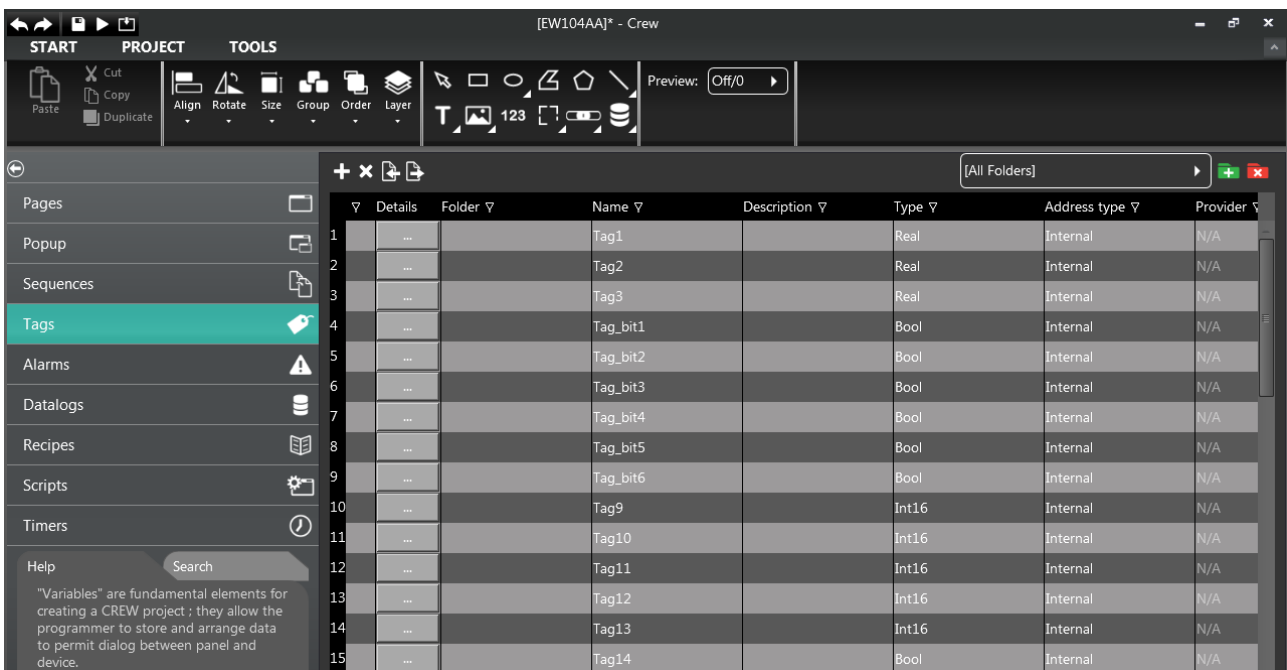 [EW104AA]* - Crew
START PROJECT TOOLS
Paste
Cut
Copy
Duplicate
Align Rotate Size Group Order Layer
T 123
Preview: Off/0
[All Folders]
Pages
Popup
Sequences
Tags
Alarms
Datalogs
Recipes
Scripts
Timers
Help Search
"Variables" are fundamental elements for
creating a CREW project ; they allow the
programmer to store and arrange data
to permit dialog between panel and
device.
Details Folder Name Description Type Address type Provider
1 ... Tag1 Real Internal N/A
2 ... Tag2 Real Internal N/A
3 ... Tag3 Real Internal N/A
4 ... Tag_bit1 Bool Internal N/A
5 ... Tag_bit2 Bool Internal N/A
6 ... Tag_bit3 Bool Internal N/A
7 ... Tag_bit4 Bool Internal N/A
8 ... Tag_bit5 Bool Internal N/A
9 ... Tag_bit6 Bool Internal N/A
10 ... Tag9 Int16 Internal N/A
11 ... Tag10 Int16 Internal N/A
12 ... Tag11 Int16 Internal N/A
13 ... Tag12 Int16 Internal N/A
14 ... Tag13 Int16 Internal N/A
15 ... Tag14 Bool Internal N/A